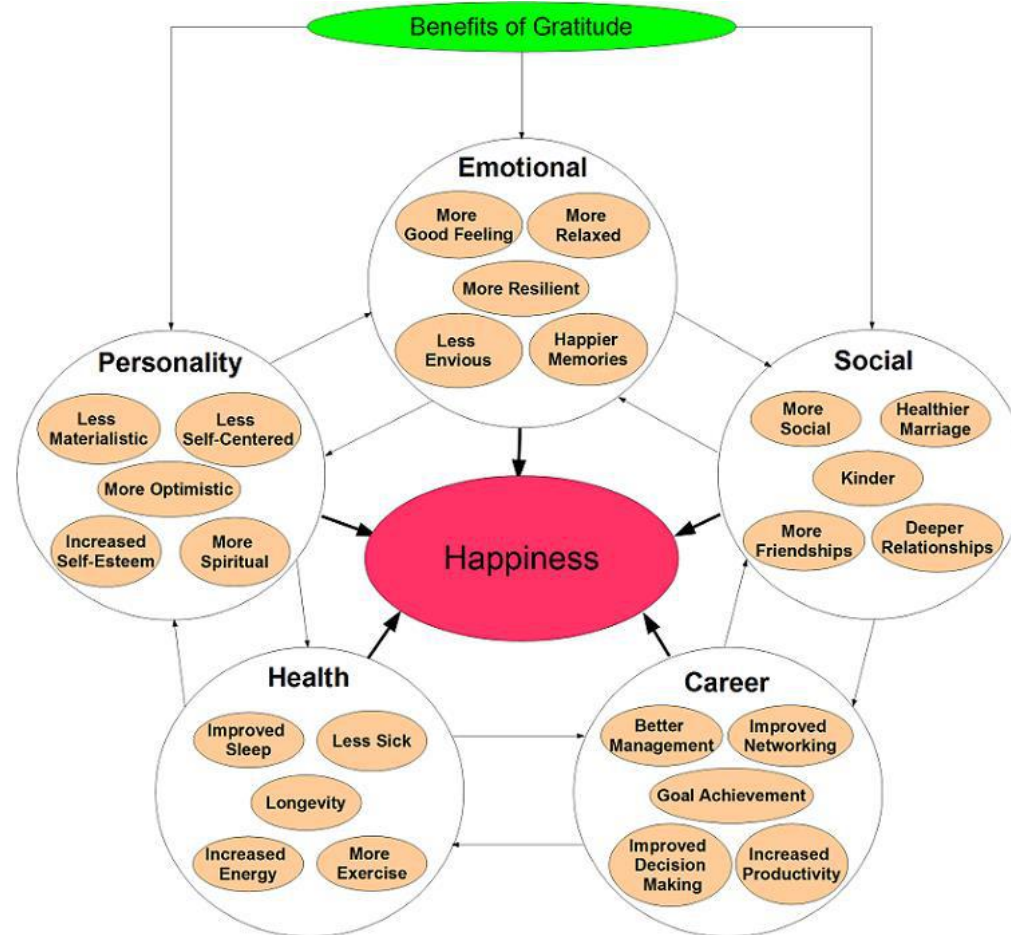 Benefits of Gratitude
Emotional
More
Good Feeling
More
Relaxed
More Resilient
Less
Envious
Happier
Memories
Personality
Less
Materialistic
Less
Self-Centered
More Optimistic
Increased
Self-Esteem
More
Spiritual
Social
More
Social
Healthier
Marriage
Kinder
More
Friendships
Deeper
Relationships
Happiness
Health
Improved
Sleep
Less Sick
Longevity
Increased
Energy
More
Exercise
Career
Better
Management
Improved
Networking
Goal Achievement
Improved
Decision
Making
Increased
Productivity